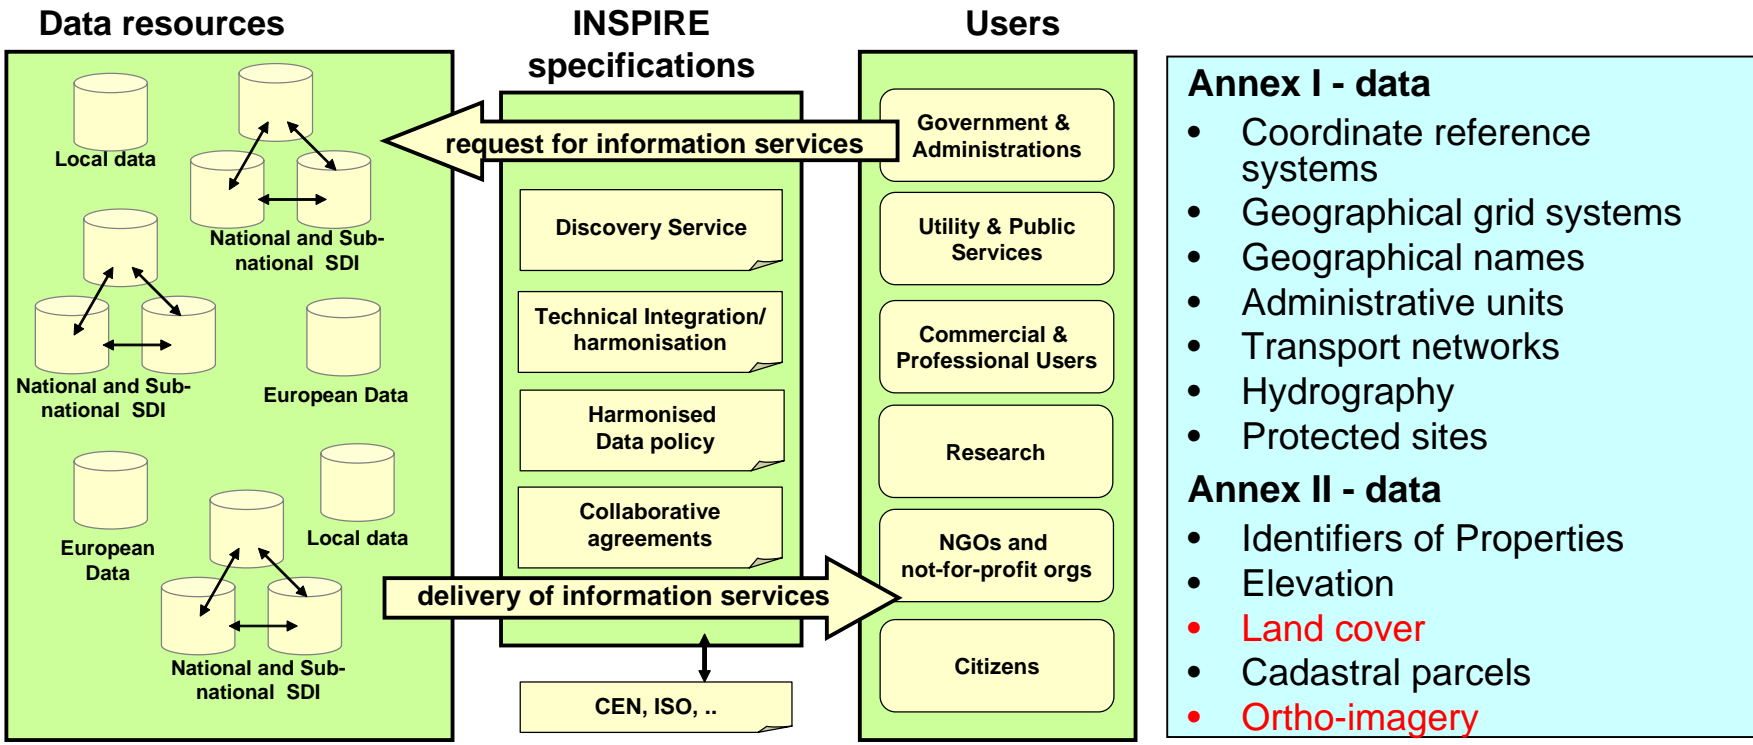 Data resources
Local data
National and Sub-
national SDI
National and Sub-
national SDI
European Data
European
Data
Local data
National and Sub-
national SDI
INSPIRE
specifications
request for information services
Discovery Service
Technical Integration/
harmonisation
Harmonised
Data policy
Collaborative
agreements
delivery of information services
CEN, ISO, ..
Users
Government &
Administrations
Utility & Public
Services
Commercial &
Professional Users
Research
NGOs and
not-for-profit orgs
Citizens
Annex I - data
• Coordinate reference
systems
• Geographical grid systems
• Geographical names
• Administrative units
• Transport networks
• Hydrography
• Protected sites
Annex II - data
• Identifiers of Properties
• Elevation
• Land cover
• Cadastral parcels
• Ortho-imagery